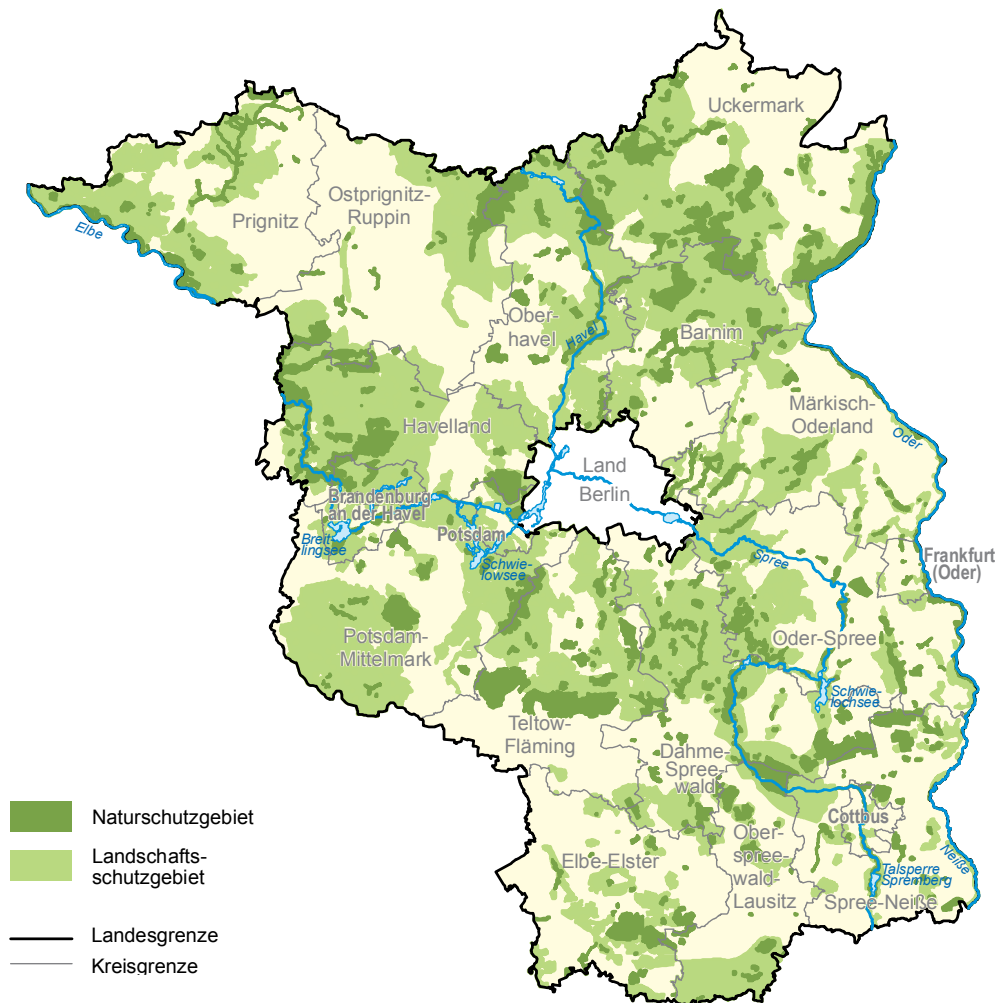 Uckermark
Ostprignitz-
Ruppin
Prignitz
Elbe
Ober-
havel
Havel
Barnim
Märkisch-
Oderland
Oder
Havelland
Land
Berlin
Brandenburg
an der Havel
Breit-
lingsee
Potsdam
Schwie-
lowsee
Spree
Frankfurt
(Oder)
Oder-Spree
Potsdam-
Mittelmark
Schwie-
lochsee
Teltow-
Fläming
Dahme-
Spree-
wald
Cottbus
Ober-
spree-
wald-
Lausitz
Elbe-Elster
Neiße
Talsperre
Spremberg
Spree-Neiße
Naturschutzgebiet
Landschafts-
schutzgebiet
Landesgrenze
Kreisgrenze